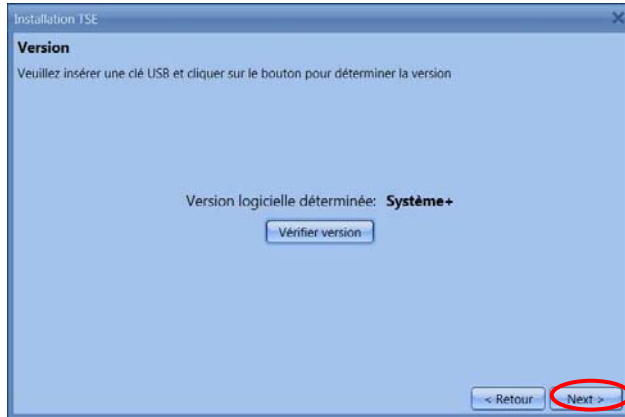 Installation TSE
Version
Veuillez insérer une clé USB et cliquer sur le bouton pour déterminer la version
Version logicielle déterminée: Système+
Vérifier version
< Retour Next >